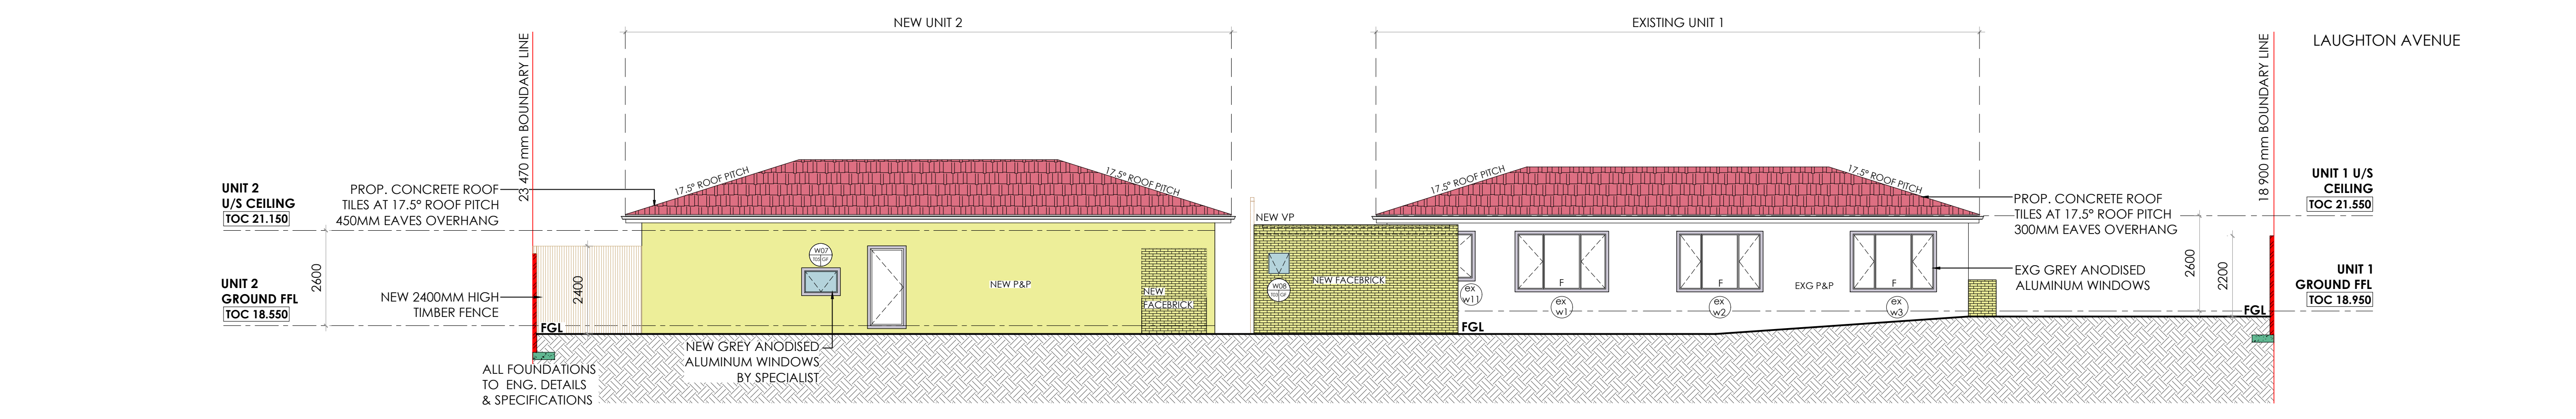 NEW UNIT 2
EXISTING UNIT 1
LAUGHTON AVENUE
23 470 mm BOUNDARY LINE
18 900 mm BOUNDARY LINE
17.5° ROOF PITCH
17.5° ROOF PITCH
17.5° ROOF PITCH
17.5° ROOF PITCH
UNIT 2
U/S CEILING
TOC 21.150
PROP. CONCRETE ROOF
TILES AT 17.5° ROOF PITCH
450MM EAVES OVERHANG
UNIT 2
GROUND FFL
TOC 18.550
2600
NEW 2400MM HIGH
TIMBER FENCE
2400
FGL
W07
NEW P&P
NEW
FACEBRICK
NEW GREY ANODISED
ALUMINUM WINDOWS
BY SPECIALIST
ALL FOUNDATIONS
TO ENG. DETAILS
& SPECIFICATIONS
NEW VP
W08
NEW FACEBRICK
FGL
ex
w11
F
ex
w1
F
ex
w2
EXG P&P
F
ex
w3
PROP. CONCRETE ROOF
TILES AT 17.5° ROOF PITCH
300MM EAVES OVERHANG
EXG GREY ANODISED
ALUMINUM WINDOWS
2600
2200
FGL
UNIT 1 U/S
CEILING
TOC 21.550
UNIT 1
GROUND FFL
TOC 18.950